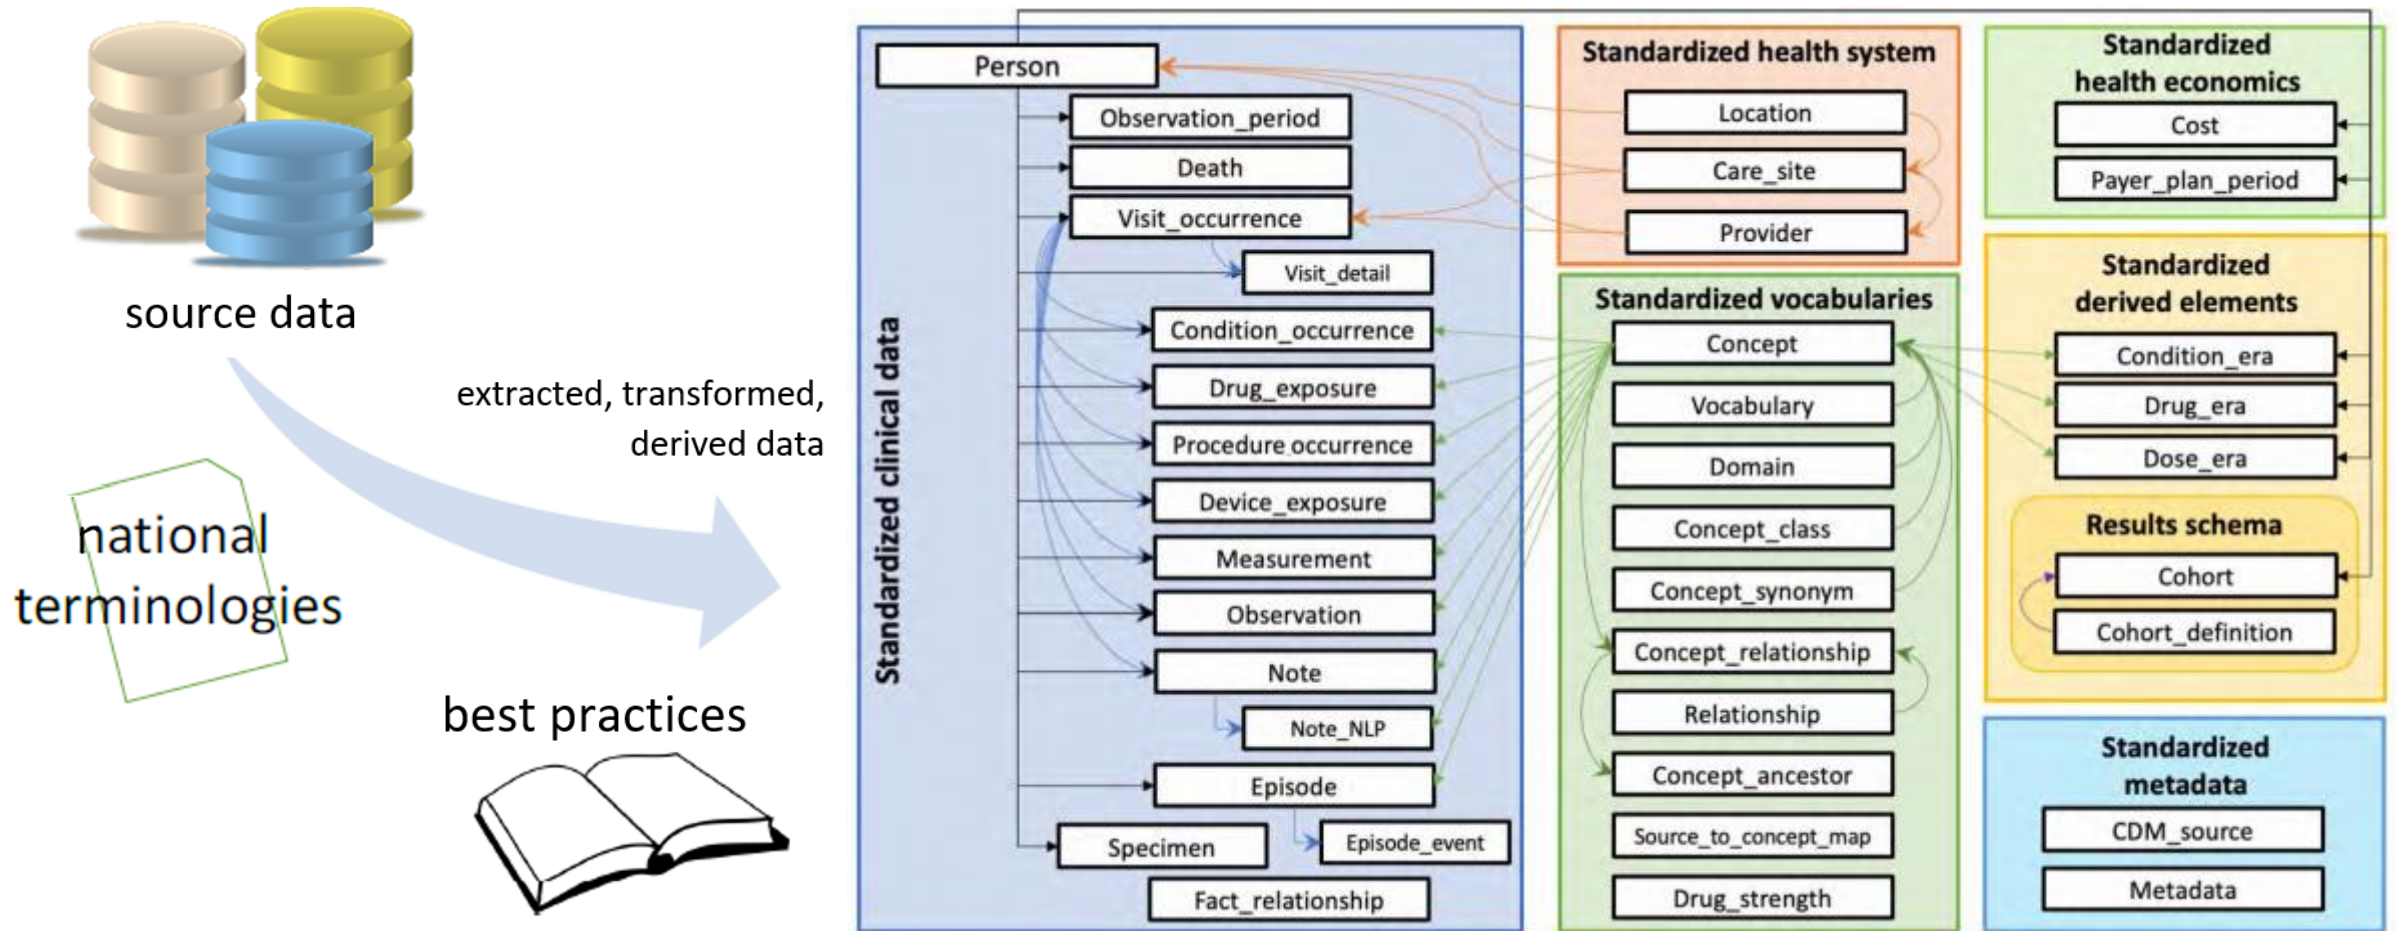 source data
extracted, transformed,
derived data
national
terminologies
best practices
Standardized clinical data
Person
Observation_period
Death
Visit_occurrence
Visit_detail
Condition_occurrence
Drug_exposure
Procedure_occurrence
Device_exposure
Measurement
Observation
Note
Note_NLP
Episode
Episode_event
Specimen
Fact_relationship
Standardized health system
Location
Care_site
Provider
Standardized vocabularies
Concept
Vocabulary
Domain
Concept_class
Concept_synonym
Concept_relationship
Relationship
Concept_ancestor
Source_to_concept_map
Drug_strength
Standardized
health economics
Cost
Payer_plan_period
Standardized
derived elements
Condition_era
Drug_era
Dose_era
Results schema
Cohort
Cohort_definition
Standardized
metadata
CDM_source
Metadata